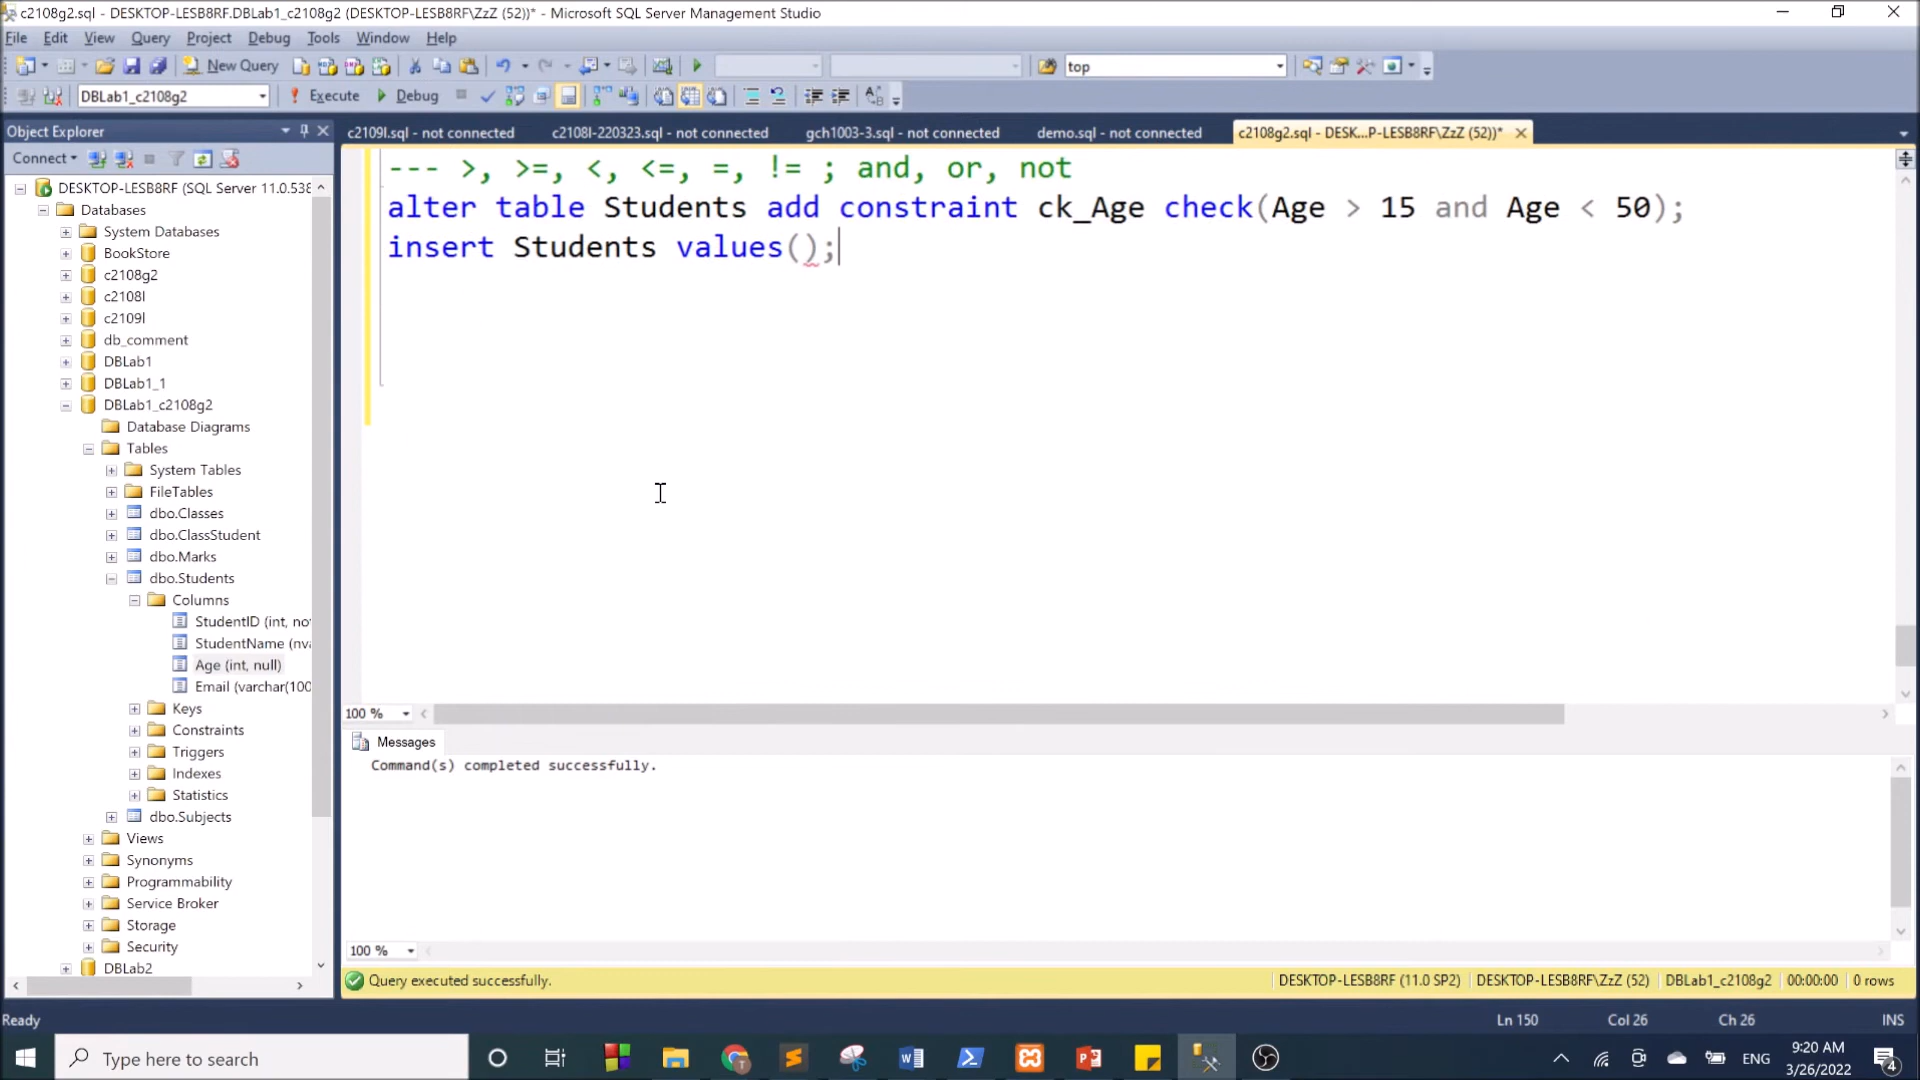 c2108g2.sql - DESKTOP-LESB8RF.DBLab1_c2108g2 (DESKTOP-LESB8RF\ZzZ (52))* - Microsoft SQL Server Management Studio
File Edit View Query Project Debug Tools Window Help
New Query top
DBLab1_c2108g2 Execute Debug
Object Explorer
c2109l.sql - not connected c2108l-220323.sql - not connected gch1003-3.sql - not connected demo.sql - not connected c2108g2.sql - DESK...P-LESB8RF\ZzZ (52))*
Connect
DESKTOP-LESB8RF (SQL Server 11.0.538
Databases
System Databases
BookStore
c2108g2
c2108l
c2109l
db_comment
DBLab1
DBLab1_1
DBLab1_c2108g2
Database Diagrams
Tables
System Tables
FileTables
dbo.Classes
dbo.ClassStudent
dbo.Marks
dbo.Students
Columns
StudentID (int, no
StudentName (nva
Age (int, null)
Email (varchar(100
Keys
Constraints
Triggers
Indexes
Statistics
dbo.Subjects
Views
Synonyms
Programmability
Service Broker
Storage
Security
DBLab2
--- >, >=, <, <=, =, != ; and, or, not
alter table Students add constraint ck_Age check(Age > 15 and Age < 50);
insert Students values();
100 %
Messages
Command(s) completed successfully.
100 %
Query executed successfully. DESKTOP-LESB8RF (11.0 SP2) DESKTOP-LESB8RF\ZzZ (52) DBLab1_c2108g2 00:00:00 0 rows
Ready Ln 150 Col 26 Ch 26 INS
Type here to search
ENG
9:20 AM
3/26/2022
4